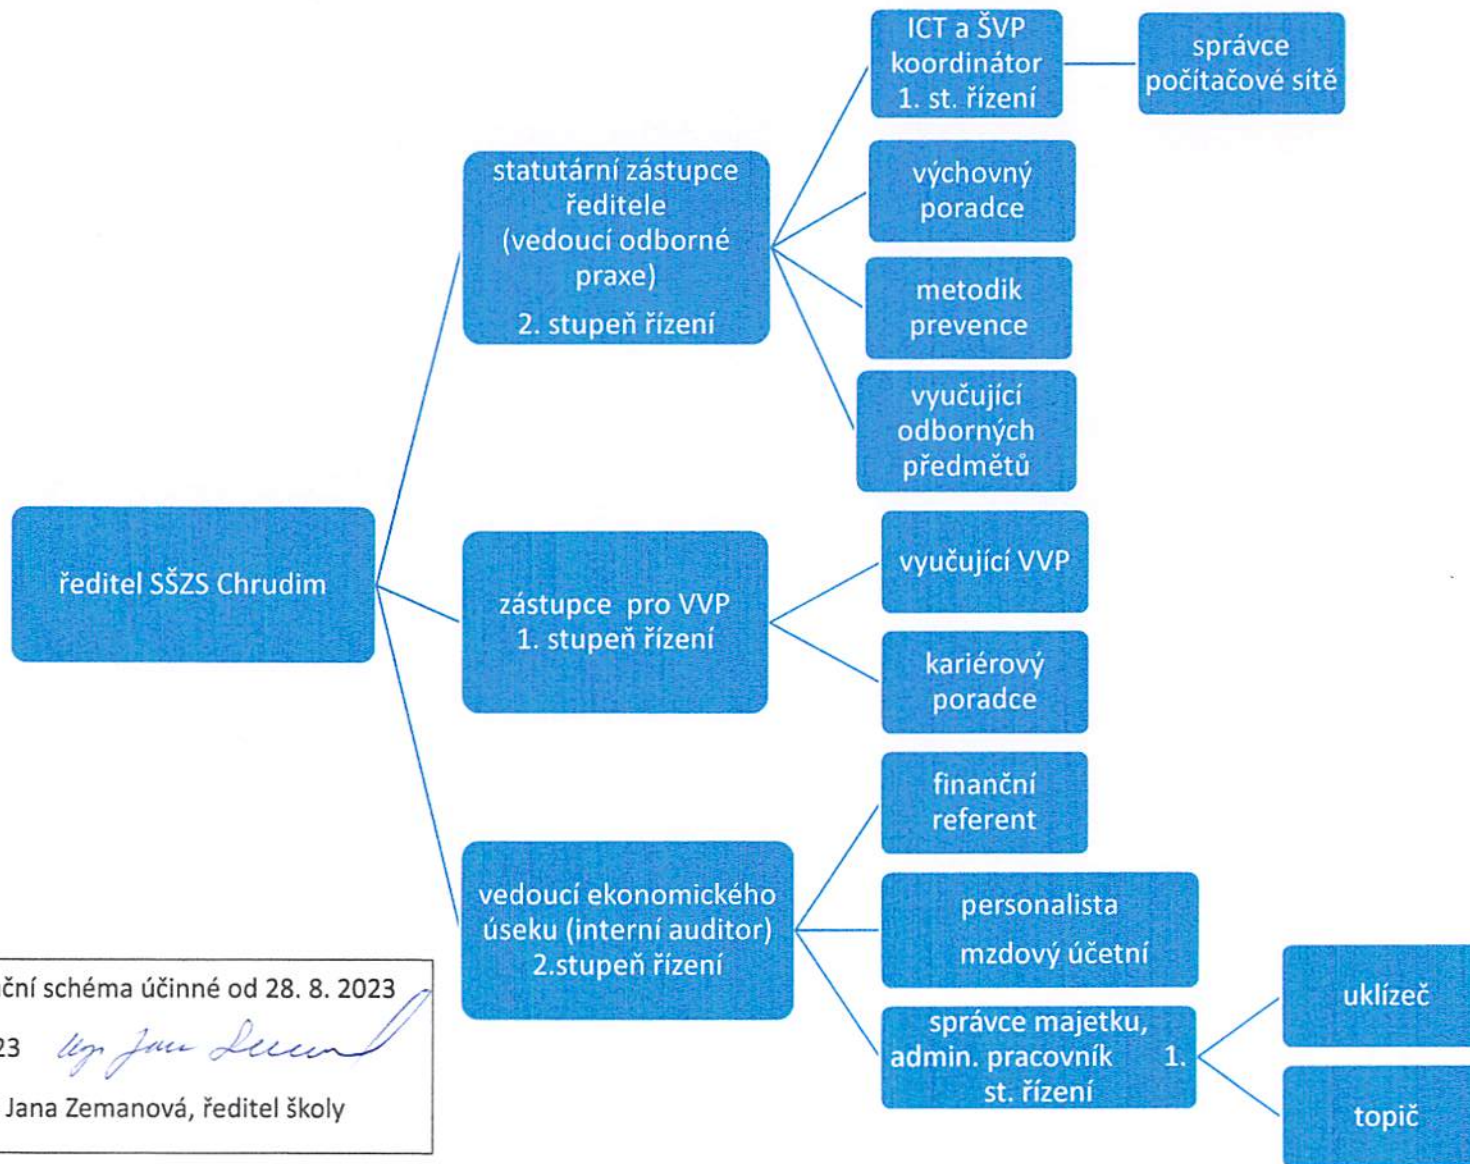 ředitel SŠZS Chrudim
statutární zástupce
ředitele
(vedoucí odborné
praxe)
2. stupeň řízení
ICT a ŠVP
koordinátor
1. st. řízení
správce
počítačové sítě
výchovný
poradce
metodik
prevence
vyučující
odborných
předmětů
zástupce pro VVP
1. stupeň řízení
vyučující VVP
kariérový
poradce
vedoucí ekonomického
úseku (interní auditor)
2.stupeň řízení
finanční
referent
personalista
mzdový účetní
správce majetku,
admin. pracovník 1.
st. řízení
uklízeč
topič
ční schéma účinné od 28. 8. 2023
23
Jana Zemanová, ředitel školy